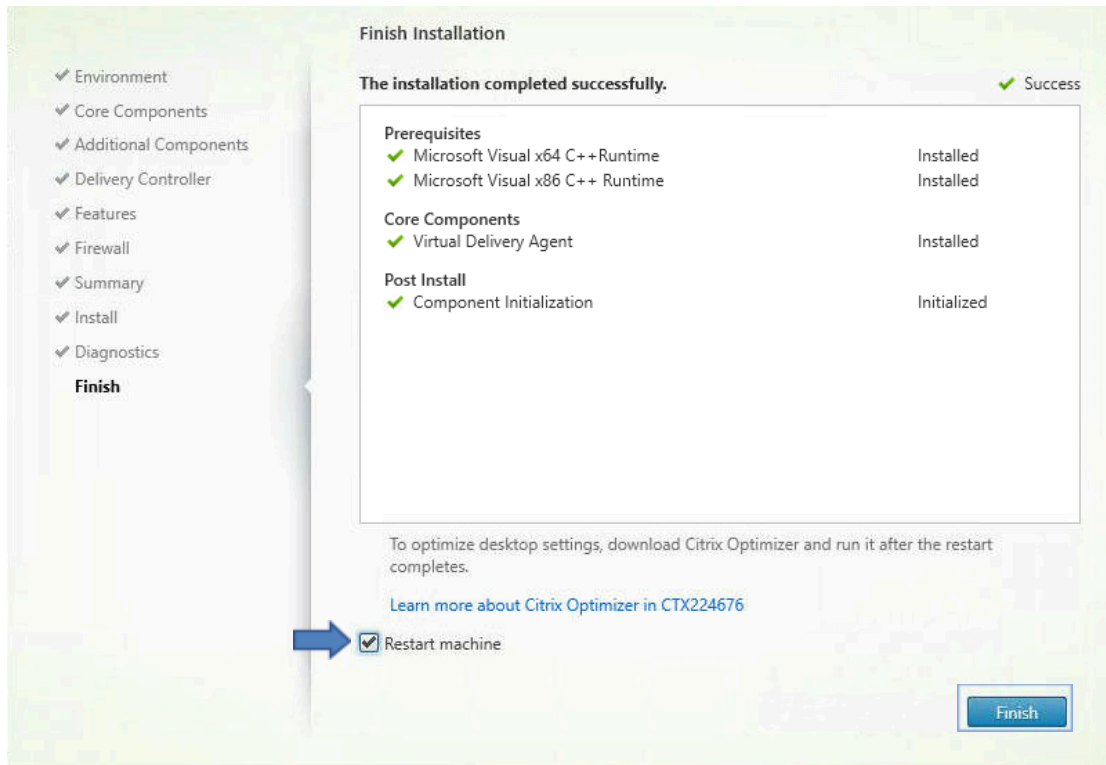 Finish Installation
Environment
Core Components
Additional Components
Delivery Controller
Features
Firewall
Summary
Install
Diagnostics
Finish
The installation completed successfully.
Success
Prerequisites
Microsoft Visual x64 C++Runtime Installed
Microsoft Visual x86 C++ Runtime Installed
Core Components
Virtual Delivery Agent Installed
Post Install
Component Initialization Initialized
To optimize desktop settings, download Citrix Optimizer and run it after the restart
completes.
Learn more about Citrix Optimizer in CTX224676
Restart machine
Finish